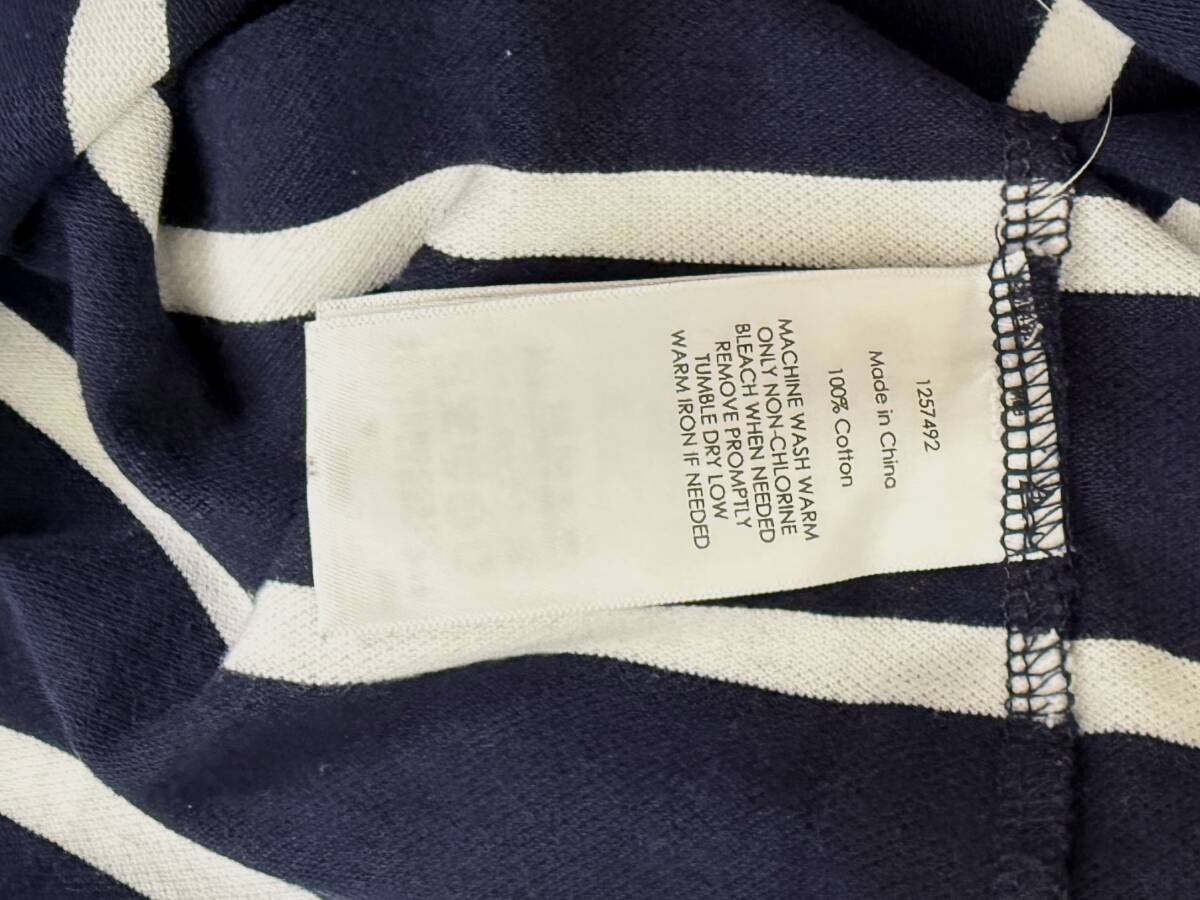 1257492
Made in China
100% Cotton
MACHINE WASH WARM
ONLY NON-CHLORINE
BLEACH WHEN NEEDED
REMOVE PROMPTLY
TUMBLE DRY LOW
WARM IRON IF NEEDED